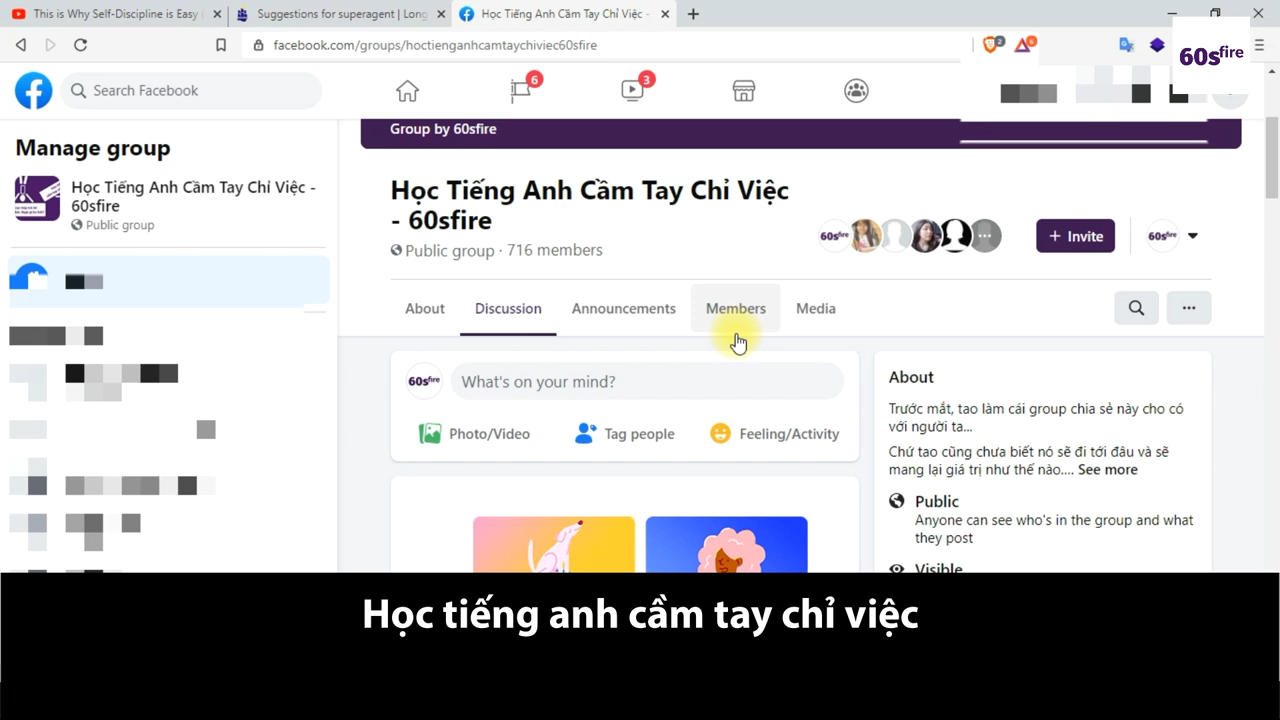 This is Why Self-Discipline is Easy (
Suggestions for superagent | Long
Học Tiếng Anh Cầm Tay Chỉ Việc -
facebook.com/groups/hoctienganhcamtaychiviec60sfire
2
6
60sfire
Search Facebook
6
3
Group by 60sfire
Manage group
Học Tiếng Anh Cầm Tay Chỉ Việc -
60sfire
Public group
Học Tiếng Anh Cầm Tay Chỉ Việc
- 60sfire
Public group · 716 members
60sfire
+ Invite
60sfire
About
Discussion
Announcements
Members
Media
60sfire
What's on your mind?
Photo/Video
Tag people
Feeling/Activity
About
Trước mắt, tao làm cái group chia sẻ này cho có
với người ta...
Chứ tao cũng chưa biết nó sẽ đi tới đâu và sẽ
mang lại giá trị như thế nào.... See more
Public
Anyone can see who's in the group and what
they post
Visible
Học tiếng anh cầm tay chỉ việc